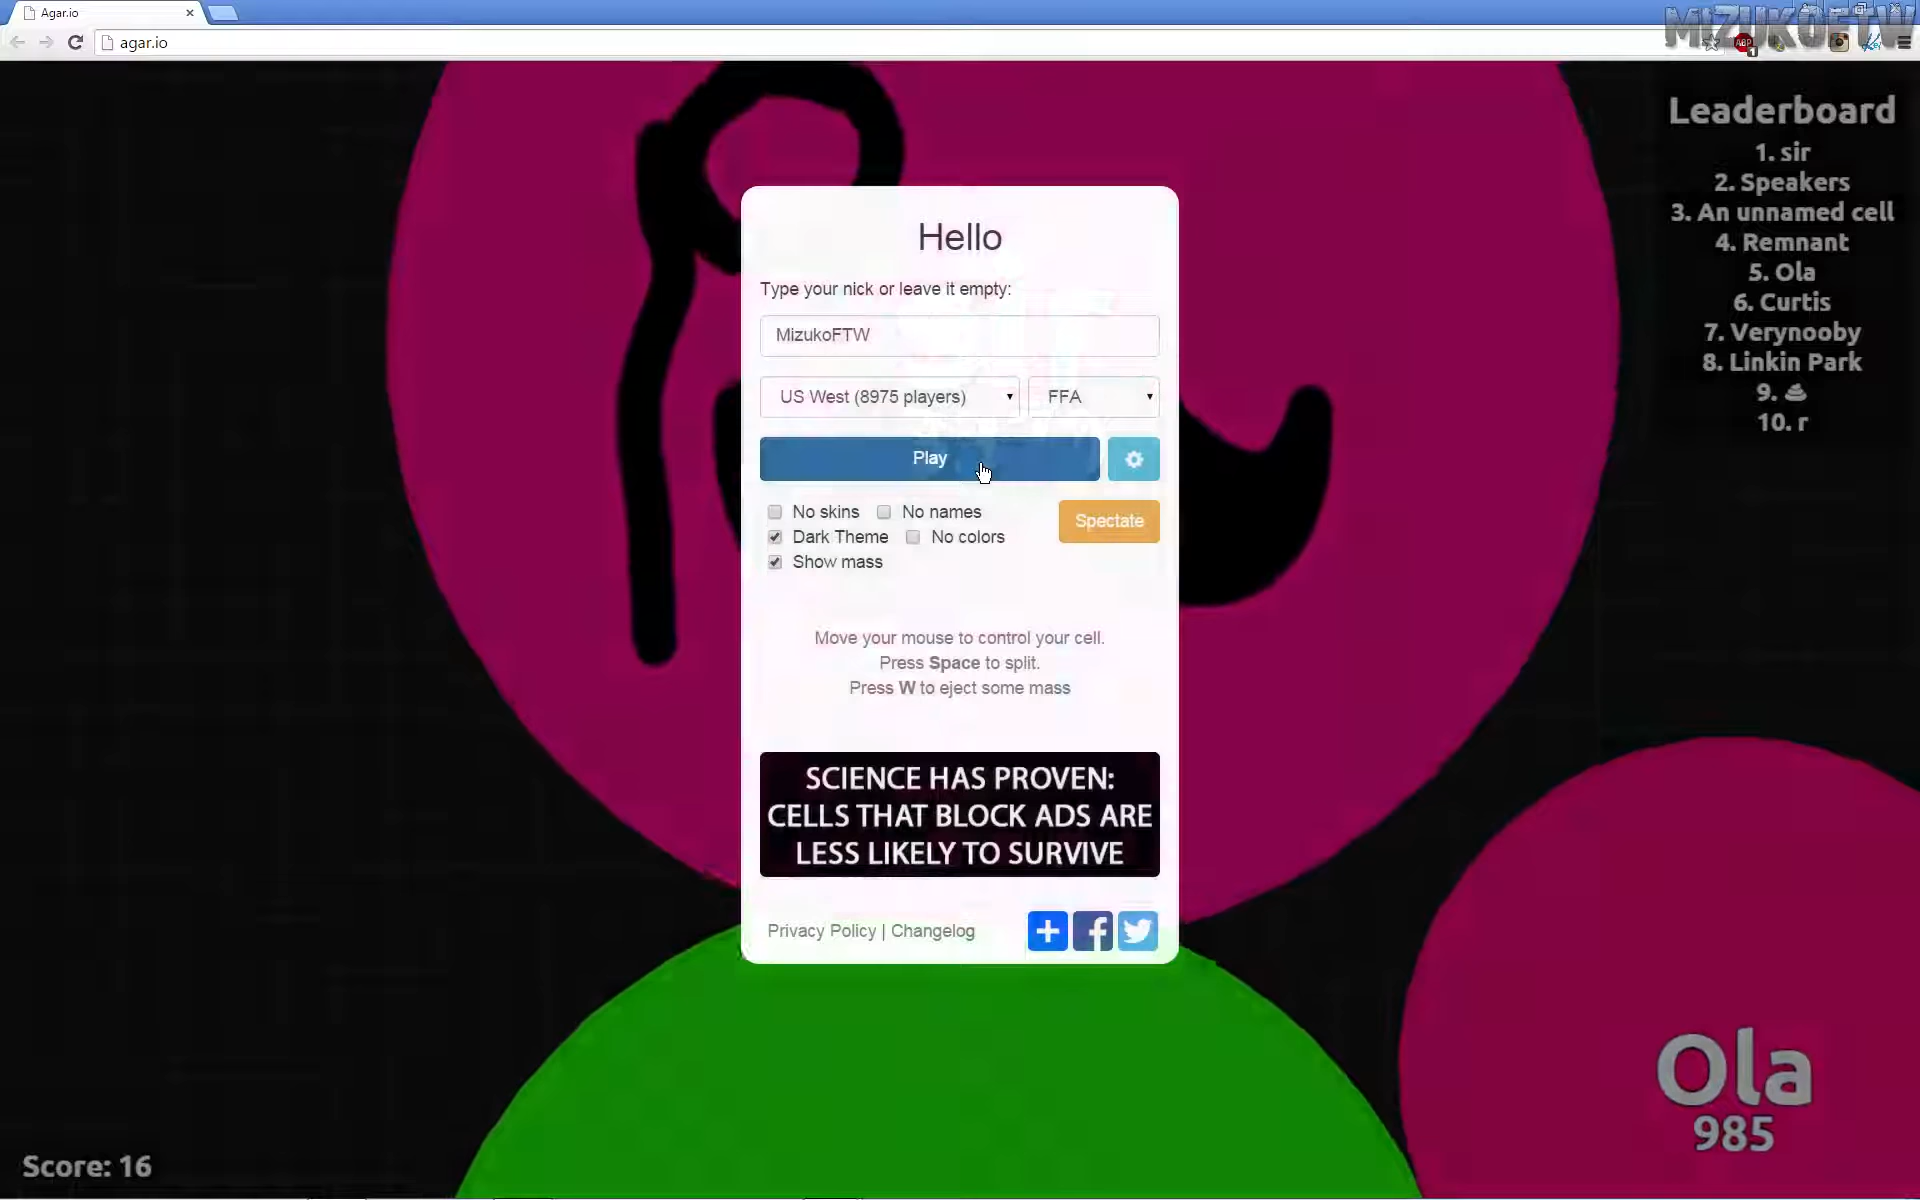 Agar.io
agar.io
MIZUKOFTW
ABP
1
Leaderboard
1. sir
2. Speakers
3. An unnamed cell
4. Remnant
5. Ola
6. Curtis
7. Verynooby
8. Linkin Park
9. 💩
10. r
Hello
Type your nick or leave it empty:
MizukoFTW
US West (8975 players)
FFA
Play
No skins
No names
Spectate
Dark Theme
No colors
Show mass
Move your mouse to control your cell.
Press Space to split.
Press W to eject some mass
SCIENCE HAS PROVEN:
CELLS THAT BLOCK ADS ARE
LESS LIKELY TO SURVIVE
Privacy Policy | Changelog
Ola
985
Score: 16